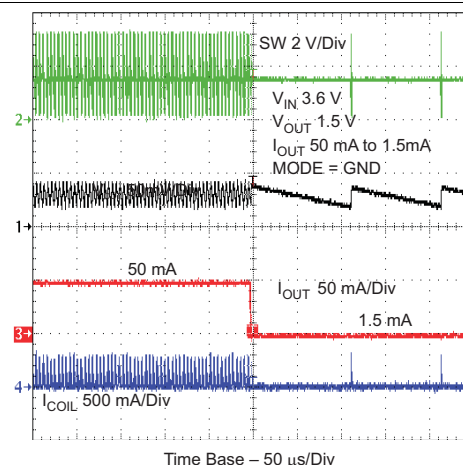 SW 2 V/Div
V_IN 3.6 V
2
V_OUT 1.5 V
I_OUT 50 mA to 1.5mA
MODE = GND
1
50 mA
I_OUT 50 mA/Div
3
1.5 mA
4
I_COIL 500 mA/Div
Time Base – 50 μs/Div